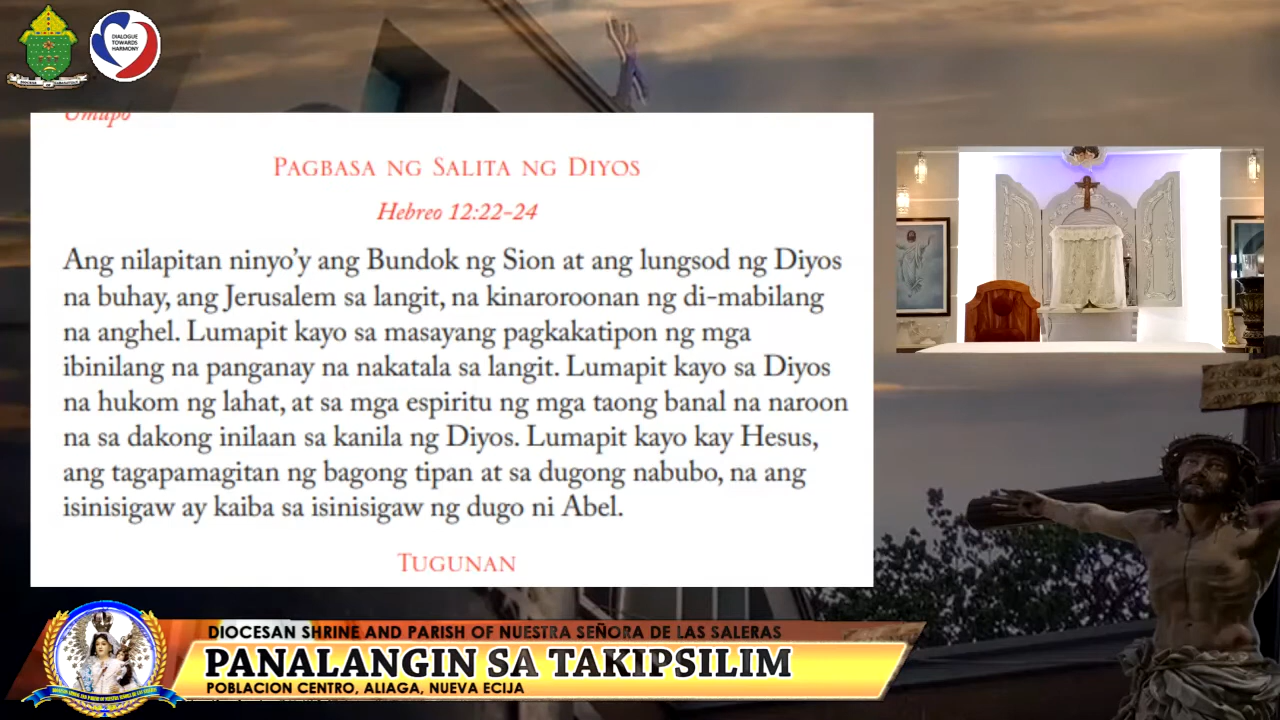 DIALOGUE
TOWARDS
HARMONY
Umupo
Pagbasa ng Salita ng Diyos
Hebreo 12:22-24
Ang nilapitan ninyo’y ang Bundok ng Sion at ang lungsod ng Diyos
na buhay, ang Jerusalem sa langit, na kinaroroonan ng di-mabilang
na anghel. Lumapit kayo sa masayang pagkakatipon ng mga
ibinilang na panganay na nakatala sa langit. Lumapit kayo sa Diyos
na hukom ng lahat, at sa mga espiritu ng mga taong banal na naroon
na sa dakong inilaan sa kanila ng Diyos. Lumapit kayo kay Hesus,
ang tagapamagitan ng bagong tipan at sa dugong nabubo, na ang
isinisigaw ay kaiba sa isinisigaw ng dugo ni Abel.
Tugunan
DIOCESAN SHRINE AND PARISH OF NUESTRA SEÑORA DE LAS SALERAS
PANALANGIN SA TAKIPSILIM
POBLACION CENTRO, ALIAGA, NUEVA ECIJA